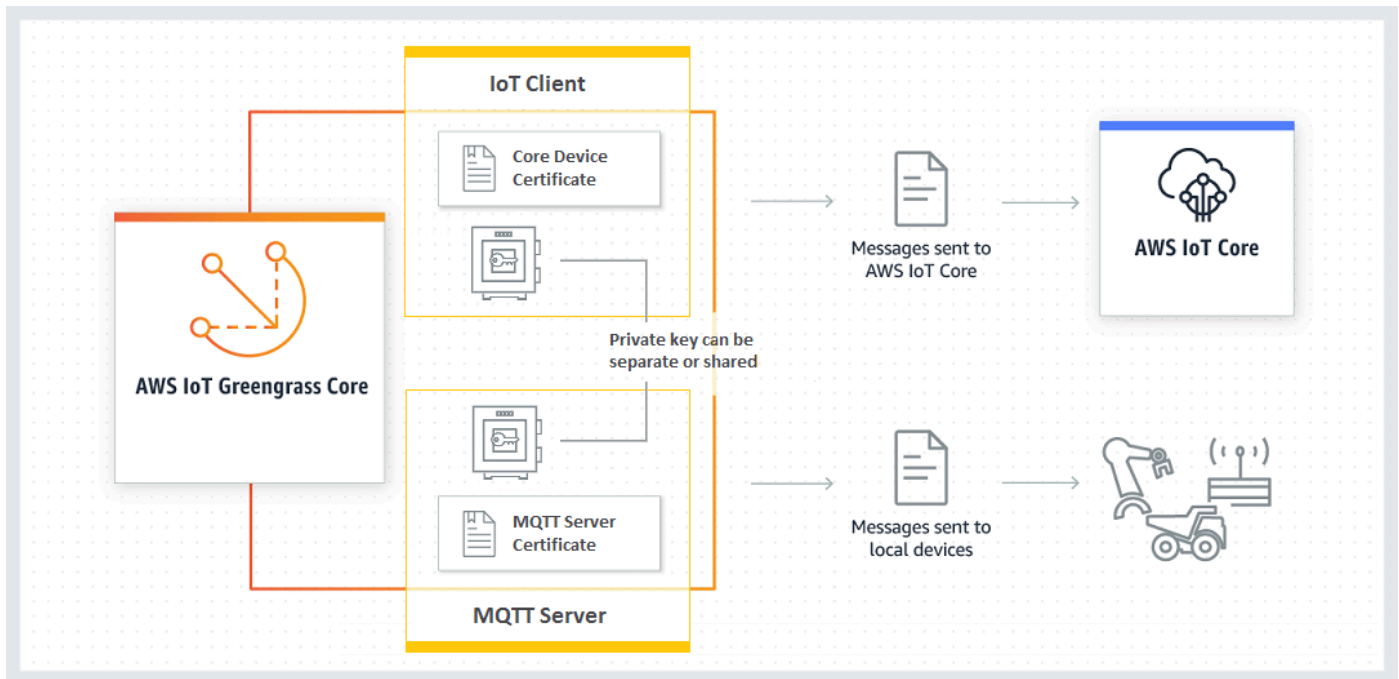 IoT Client
Core Device
Certificate
Messages sent to
AWS IoT Core
AWS IoT Core
Private key can be
separate or shared
AWS IoT Greengrass Core
MQTT Server
Certificate
Messages sent to
local devices
MQTT Server